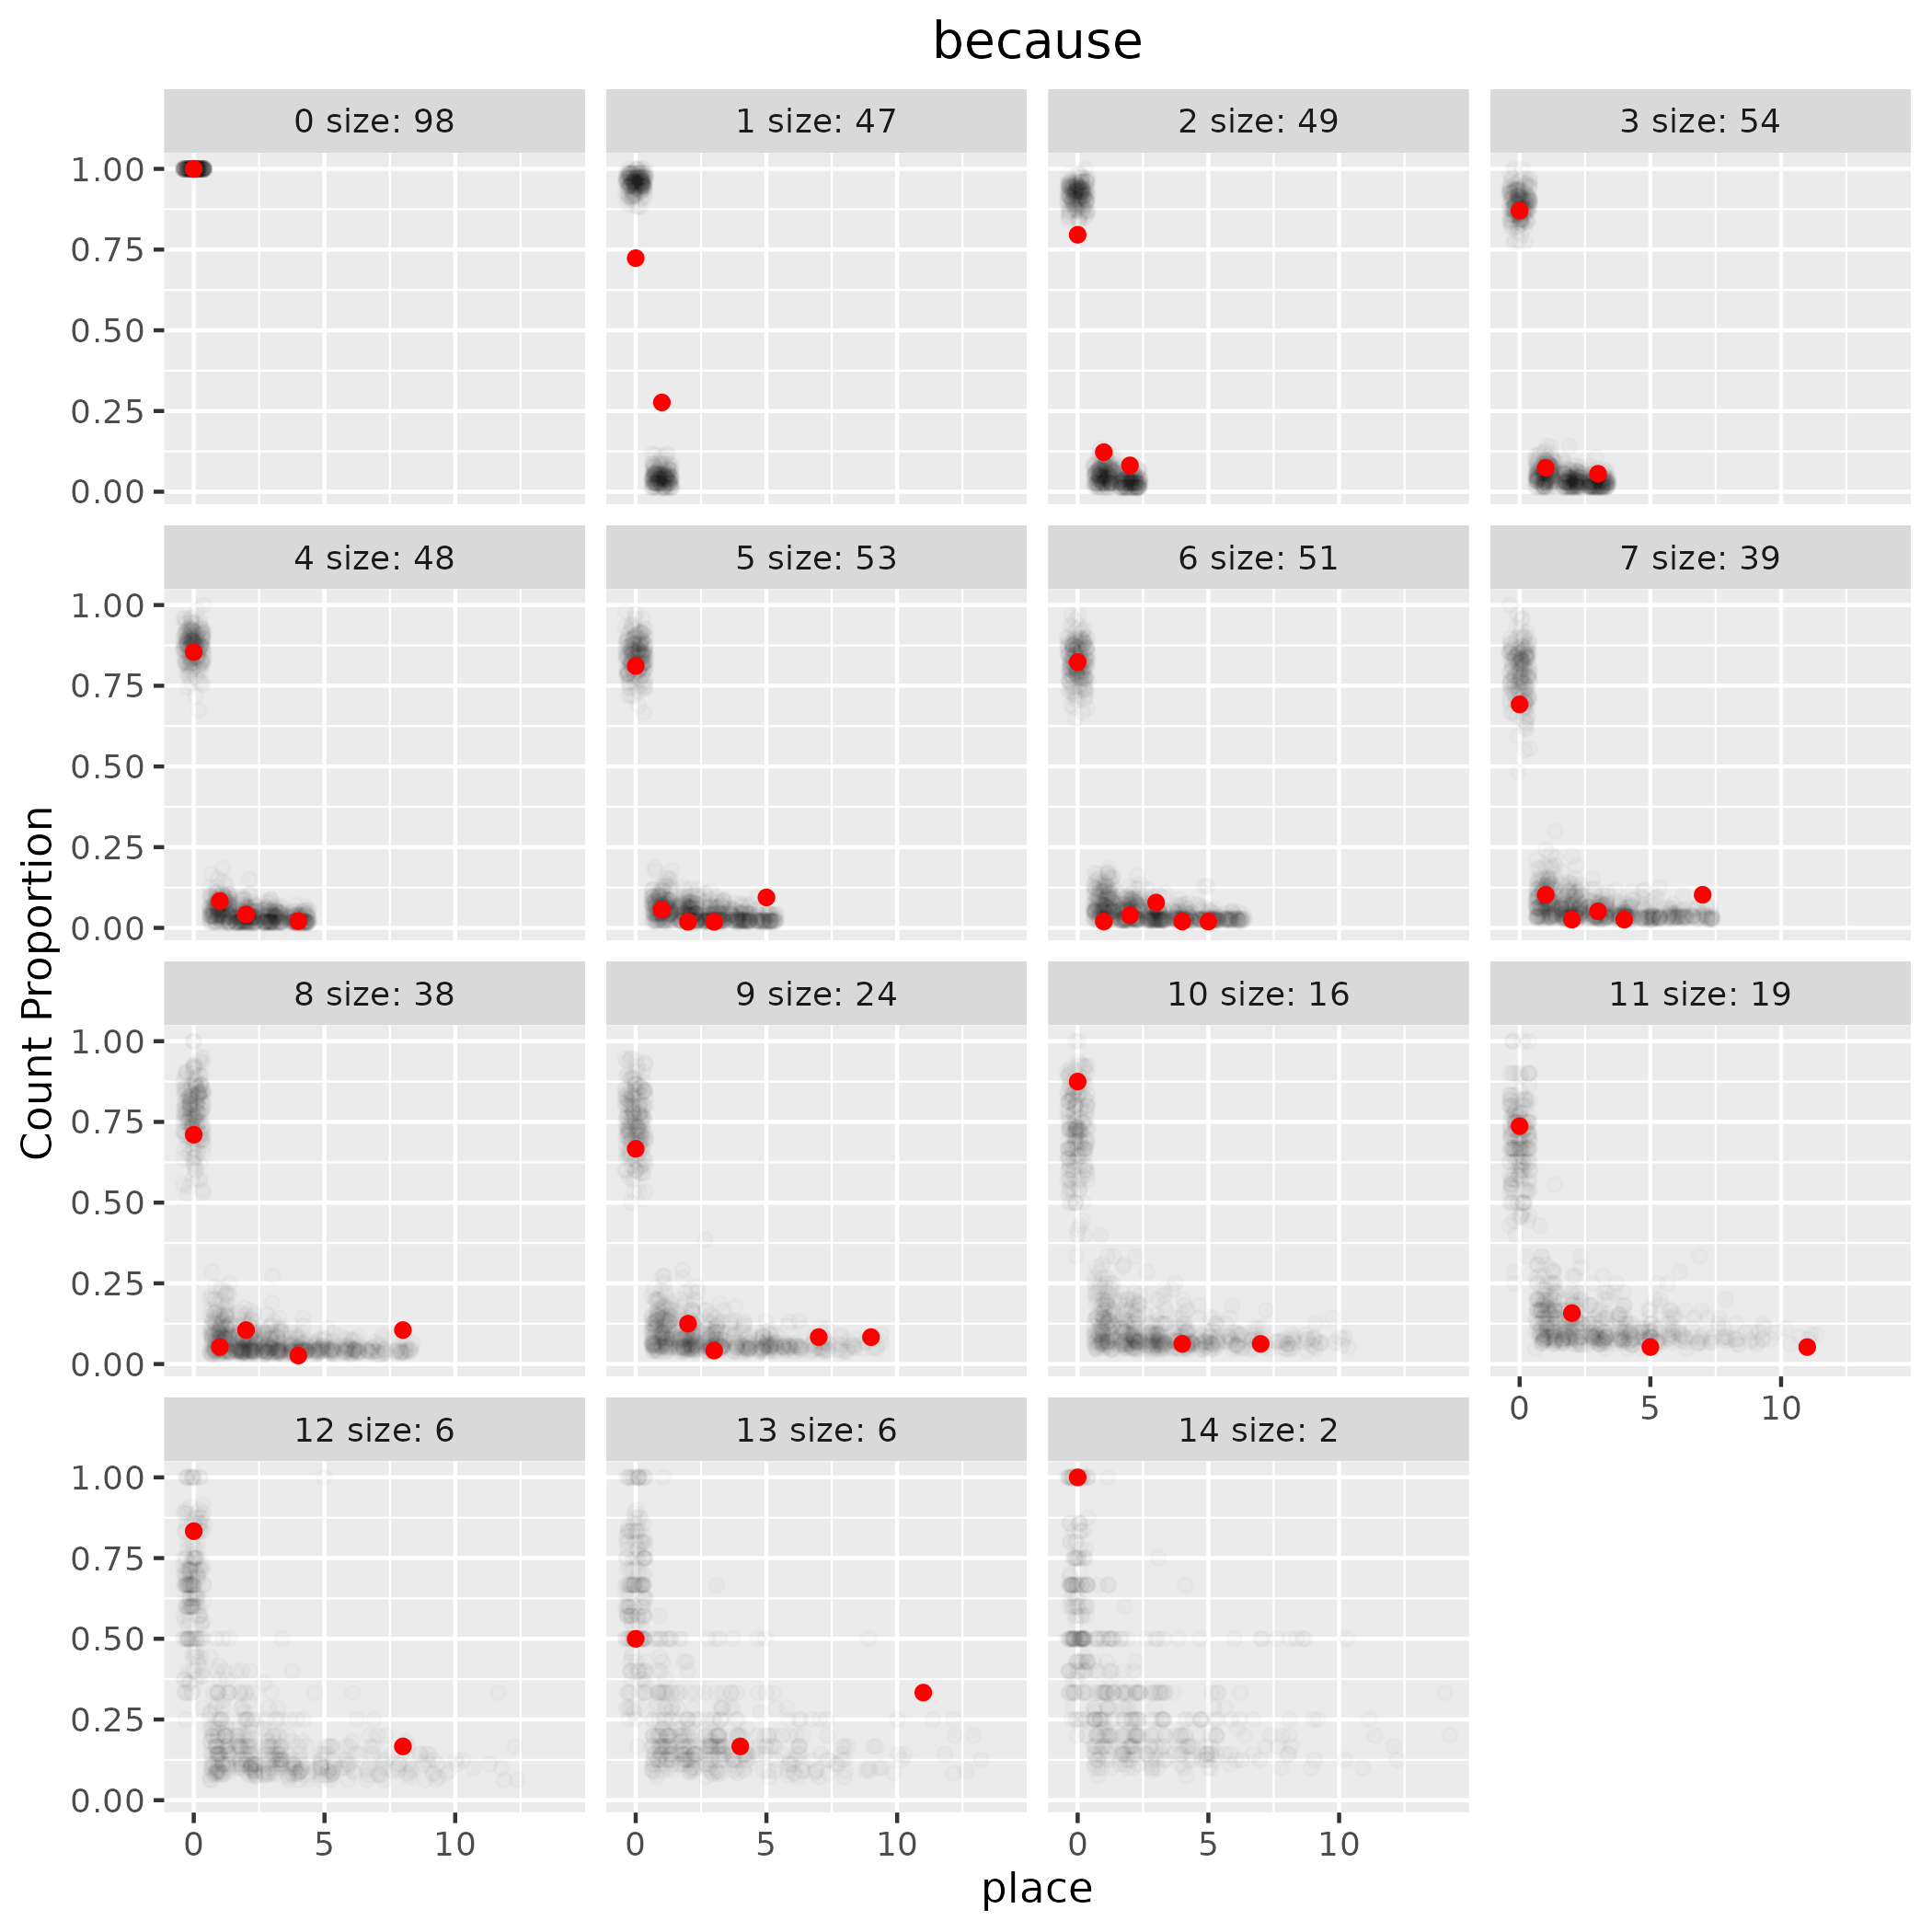 because
0 size: 98
1 size: 47
2 size: 49
3 size: 54
1.00
0.75
0.50
0.25
0.00
4 size: 48
5 size: 53
6 size: 51
7 size: 39
1.00
0.75
0.50
0.25
0.00
8 size: 38
9 size: 24
10 size: 16
11 size: 19
1.00
0.75
0.50
0.25
0.00
0 5 10
12 size: 6
13 size: 6
14 size: 2
1.00
0.75
0.50
0.25
0.00
0 5 10
0 5 10
0 5 10
place
Count Proportion